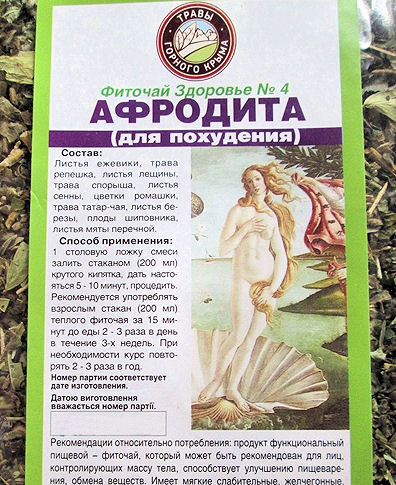 ТРАВЫ
ГОРНОГО КРЫМА
Фиточай Здоровье № 4
АФРОДИТА
(для похудения)
Состав:
Листья ежевики, трава
репешка, листья лещины,
трава спорыша, листья
сенны, цветки ромашки,
трава татар-чая, листья бе-
резы, плоды шиповника,
листья мяты перечной.
Способ применения:
1 столовую ложку смеси
залить стаканом (200 мл)
крутого кипятка, дать насто-
яться 5 - 10 минут, процедить.
Рекомендуется употреблять
взрослым стакан (200 мл)
теплого фиточая за 15 мин-
ут до еды 2 - 3 раза в день
в течение 3-х недель. При
необходимости курс повто-
рять 2 - 3 раза в год.
Номер партии соответствует
дате изготовления.
Датою виготовлення
вважається номер партії.
Рекомендации относительно потребления: продукт функциональный
пищевой – фиточай, который может быть рекомендован для лиц,
контролирующих массу тела, способствует улучшению пищеваре-
ния, обмена веществ. Имеет мягкие слабительные, желчегонные,